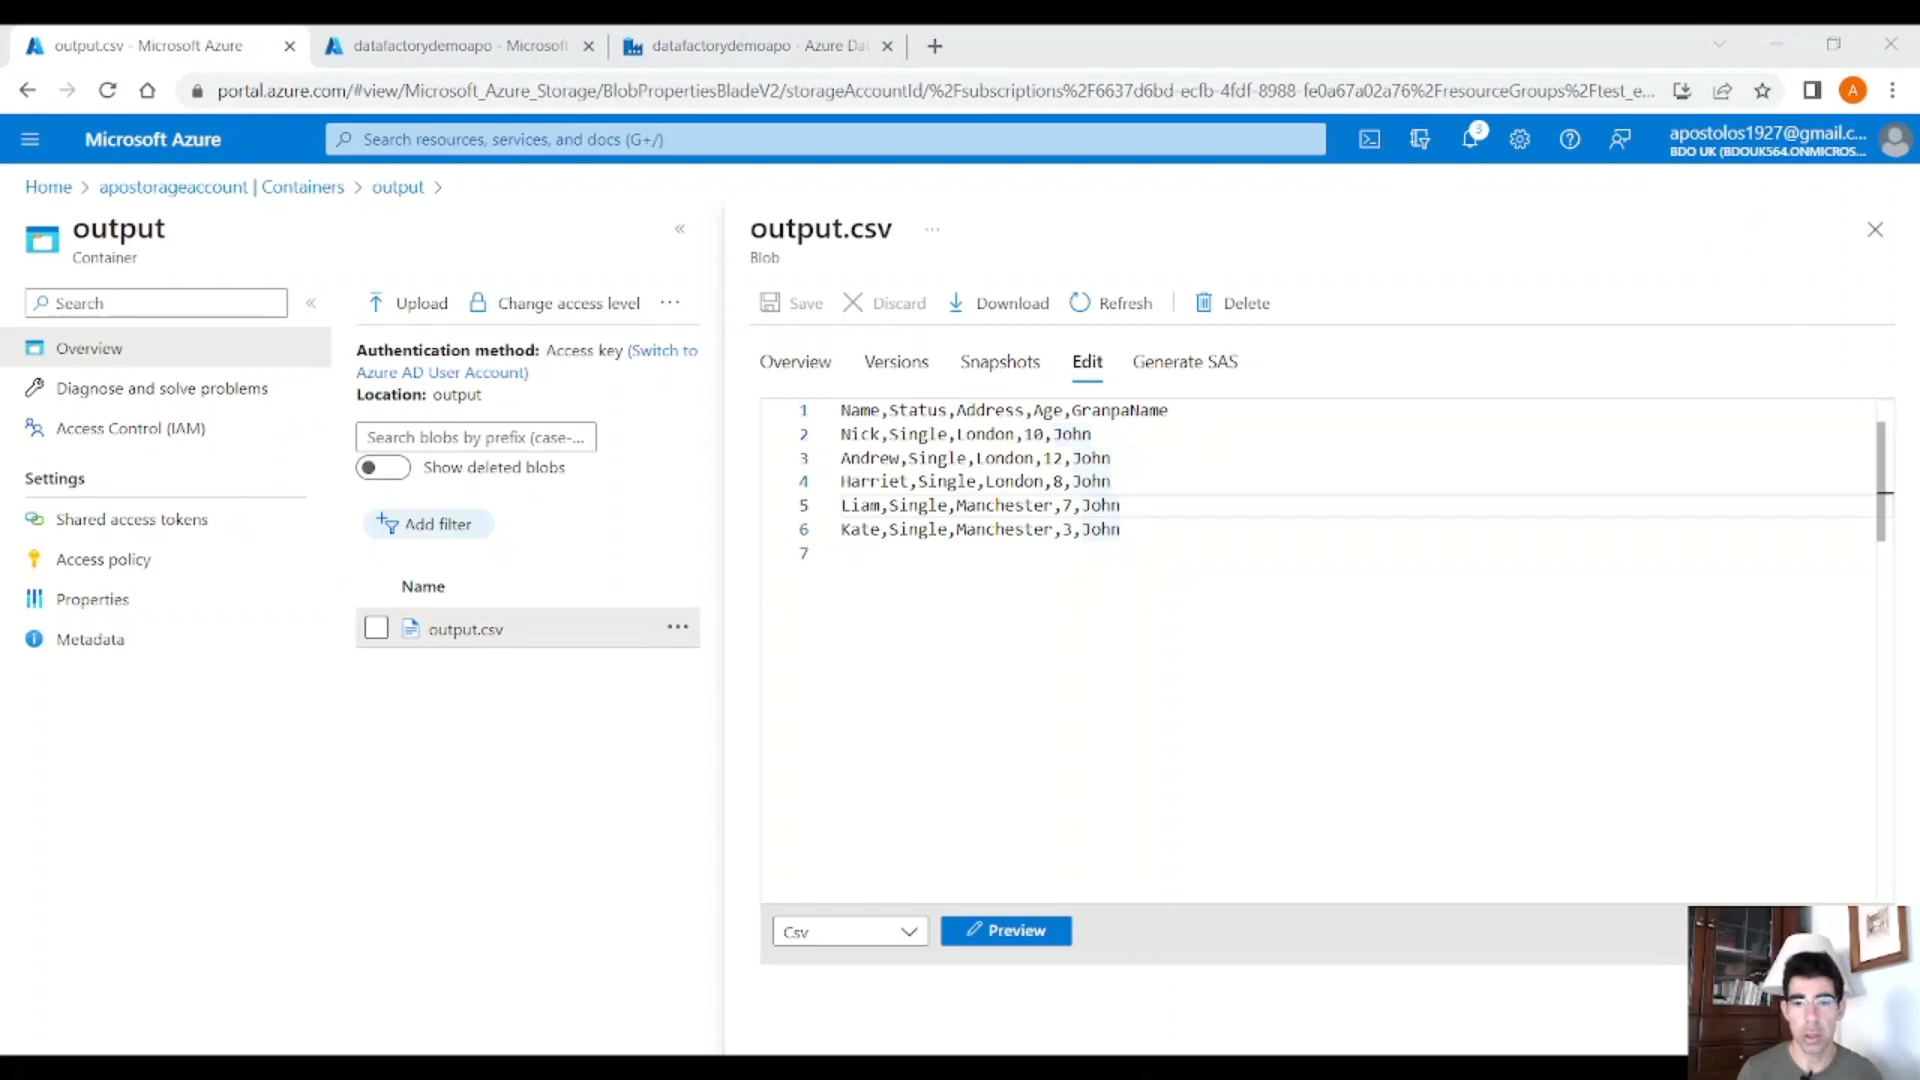 output.csv - Microsoft Azure
datafactorydemoapo - Microsoft
datafactorydemoapo - Azure Da
portal.azure.com/#view/Microsoft_Azure_Storage/BlobPropertiesBladeV2/storageAccountId/%2Fsubscriptions%2F6637d6bd-ecfb-4fdf-8988-fe0a67a02a76%2FresourceGroups%2Ftest_e...
A
Microsoft Azure
Search resources, services, and docs (G+/)
3
apostolos1927@gmail.c...
BDO UK (BDOUK564.ONMICROS...
Home > apostorageaccount | Containers > output >
output
Container
Search
Overview
Diagnose and solve problems
Access Control (IAM)
Settings
Shared access tokens
Access policy
Properties
Metadata
Upload
Change access level
Authentication method: Access key (Switch to
Azure AD User Account)
Location: output
Search blobs by prefix (case-...
Show deleted blobs
Add filter
Name
output.csv
output.csv
Blob
Save
Discard
Download
Refresh
Delete
Overview
Versions
Snapshots
Edit
Generate SAS
1 Name,Status,Address,Age,GranpaName
2 Nick,Single,London,10,John
3 Andrew,Single,London,12,John
4 Harriet,Single,London,8,John
5 Liam,Single,Manchester,7,John
6 Kate,Single,Manchester,3,John
7
Csv
Preview